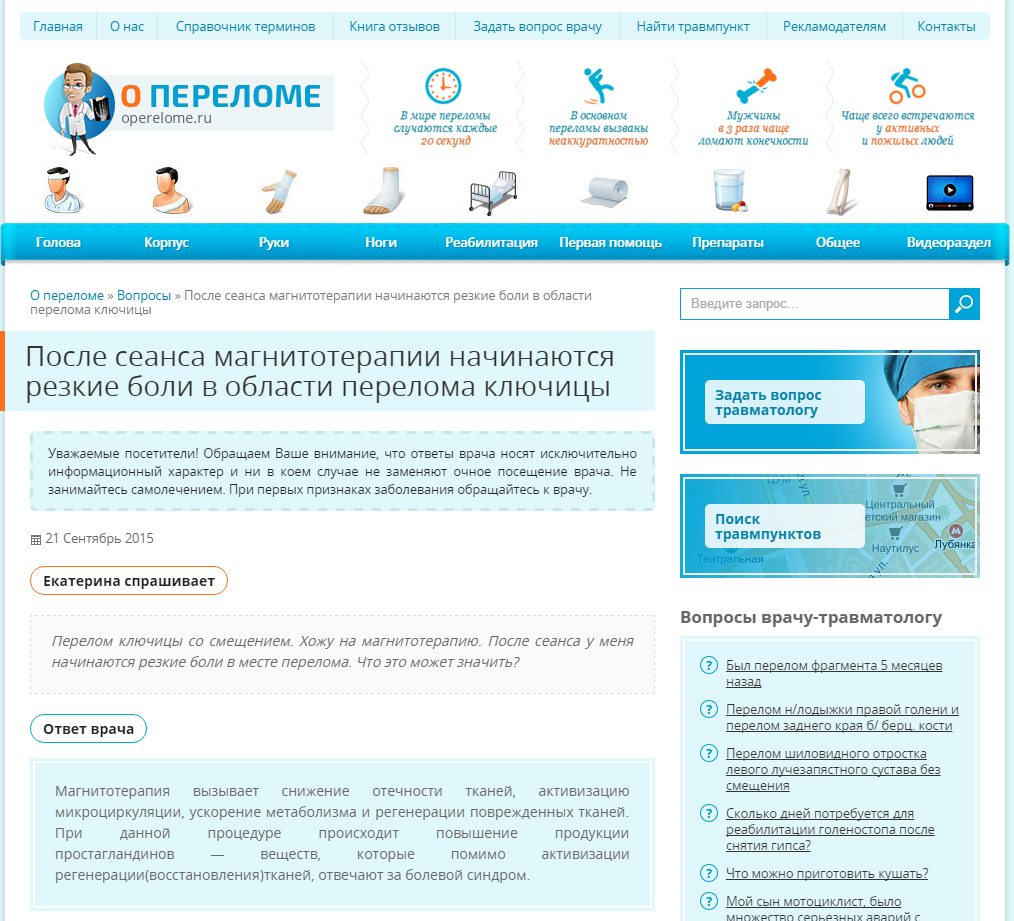 Главная О нас Справочник терминов Книга отзывов Задать вопрос врачу Найти травмпункт Рекламодателям Контакты
О ПЕРЕЛОМЕ
operelome.ru
В мире переломы
случаются каждые
20 секунд
В основном
переломы вызваны
неаккуратностью
Мужчины
в 3 раза чаще
ломают конечности
Чаще всего встречаются
у активных
и пожилых людей
Голова Корпус Руки Ноги Реабилитация Первая помощь Препараты Общее Видеораздел
О переломе » Вопросы » После сеанса магнитотерапии начинаются резкие боли в области
перелома ключицы
После сеанса магнитотерапии начинаются
резкие боли в области перелома ключицы
Уважаемые посетители! Обращаем Ваше внимание, что ответы врача носят исключительно
информационный характер и ни в коем случае не заменяют очное посещение врача. Не
занимайтесь самолечением. При первых признаках заболевания обращайтесь к врачу.
21 Сентябрь 2015
Екатерина спрашивает
Перелом ключицы со смещением. Хожу на магнитотерапию. После сеанса у меня
начинаются резкие боли в месте перелома. Что это может значить?
Ответ врача
Магнитотерапия вызывает снижение отечности тканей, активизацию
микроциркуляции, ускорение метаболизма и регенерации поврежденных тканей.
При данной процедуре происходит повышение продукции
простагландинов — веществ, которые помимо активизации
регенерации(восстановления)тканей, отвечают за болевой синдром.
Введите запрос...
Задать вопрос
травматологу
Поиск
травмпунктов
Центральный
детский магазин
Наутилус
Лубянка
Театральная
Вопросы врачу-травматологу
Был перелом фрагмента 5 месяцев
назад
Перелом н/лодыжки правой голени и
перелом заднего края б/ берц. кости
Перелом шиловидного отростка
левого лучезапястного сустава без
смещения
Сколько дней потребуется для
реабилитации голеностопа после
снятия гипса?
Что можно приготовить кушать?
Мой сын мотоциклист, было
множество серьезных аварий с